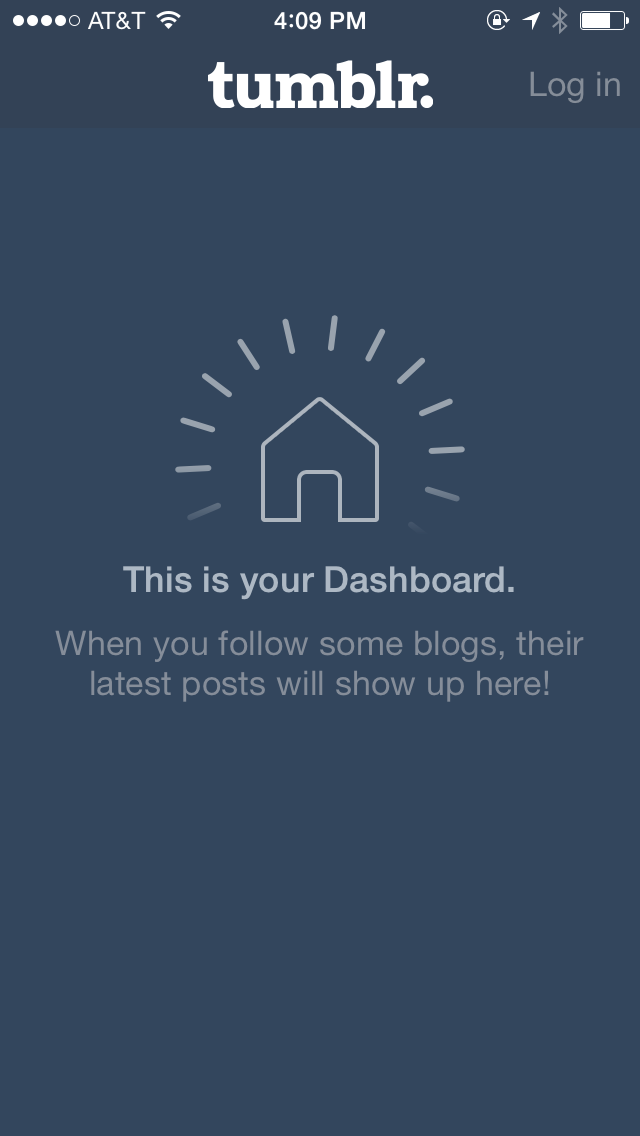 AT&T 4:09 PM
tumblr. Log in
This is your Dashboard.
When you follow some blogs, their
latest posts will show up here!